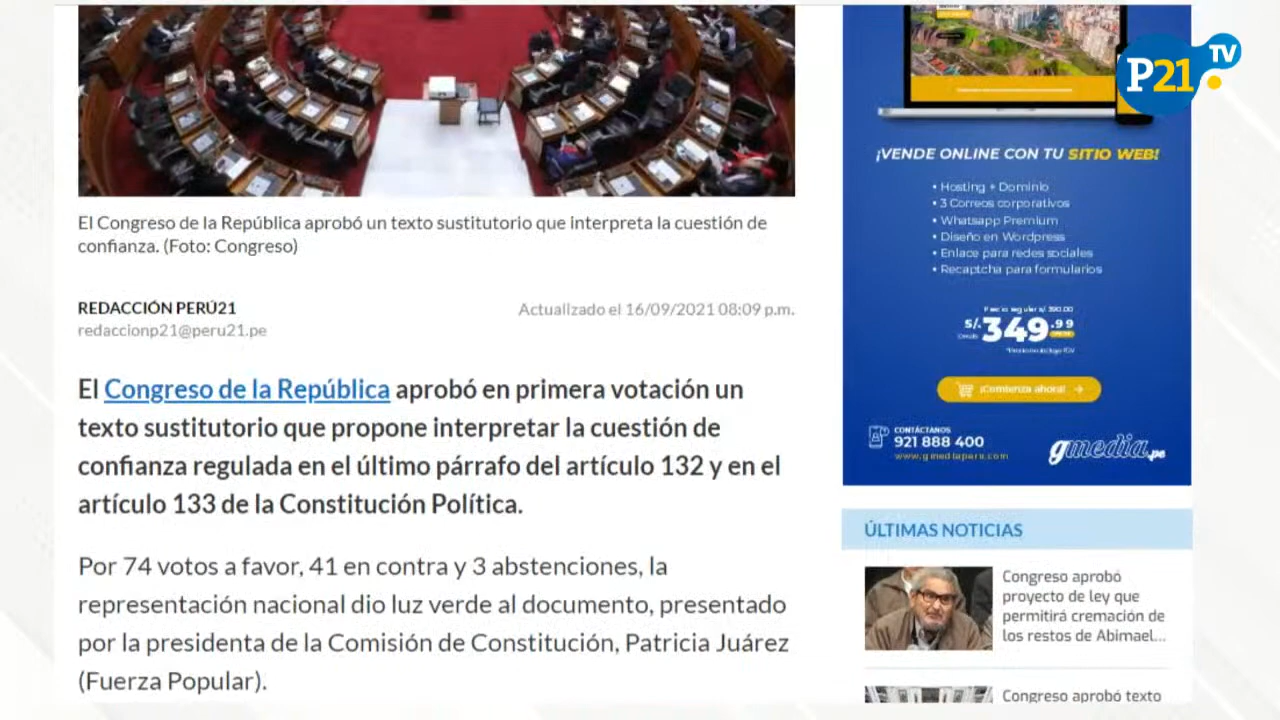 P21 TV
El Congreso de la República aprobó un texto sustitutorio que interpreta la cuestión de
confianza. (Foto: Congreso)
REDACCIÓN PERÚ21
Actualizado el 16/09/2021 08:09 p.m.
redaccionp21@peru21.pe
El Congreso de la República aprobó en primera votación un
texto sustitutorio que propone interpretar la cuestión de
confianza regulada en el último párrafo del artículo 132 y en el
artículo 133 de la Constitución Política.
Por 74 votos a favor, 41 en contra y 3 abstenciones, la
representación nacional dio luz verde al documento, presentado
por la presidenta de la Comisión de Constitución, Patricia Juárez
(Fuerza Popular).
¡VENDE ONLINE CON TU SITIO WEB!
• Hosting + Dominio
• 3 Correos corporativos
• Whatsapp Premium
• Diseño en Wordpress
• Enlace para redes sociales
• Recaptcha para formularios
S/. 349.99
¡Comienza ahora! →
CONTÁCTANOS
921 888 400
www.gmediaperu.com
gmedia.pe
ÚLTIMAS NOTICIAS
Congreso aprobó
proyecto de ley que
permitirá cremación de
los restos de Abimael...
Congreso aprobó texto